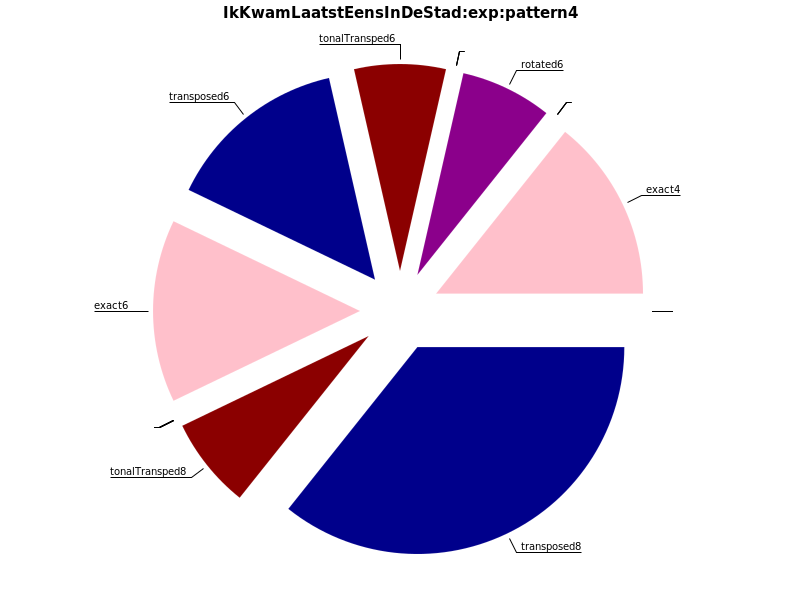 IkKwamLaatstEensInDeStad:exp:pattern4
tonalTransped6
rotated6
transposed6
exact4
exact6
tonalTransped8
transposed8